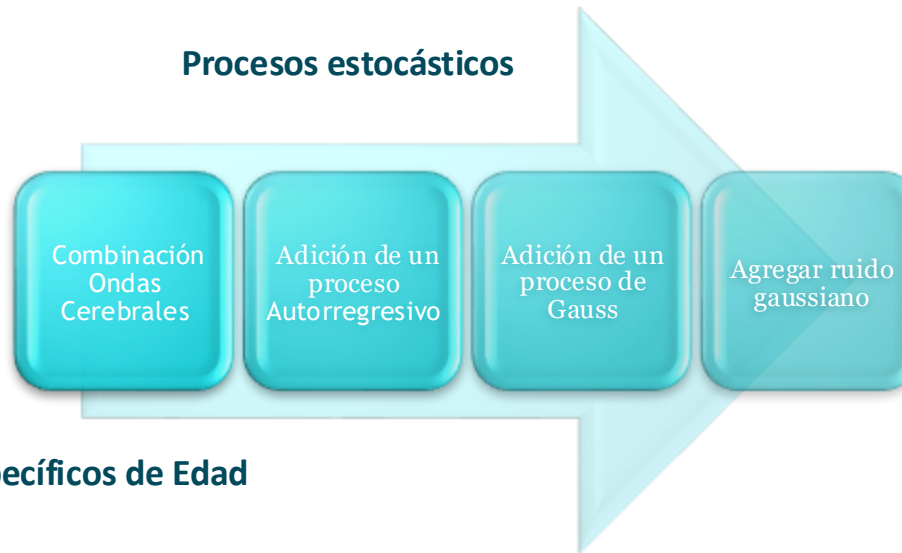 Procesos estocásticos
Combinación
Ondas
Cerebrales
Adición de un
proceso
Autorregresivo
Adición de un
proceso de
Gauss
Agregar ruido
gaussiano
de Edad